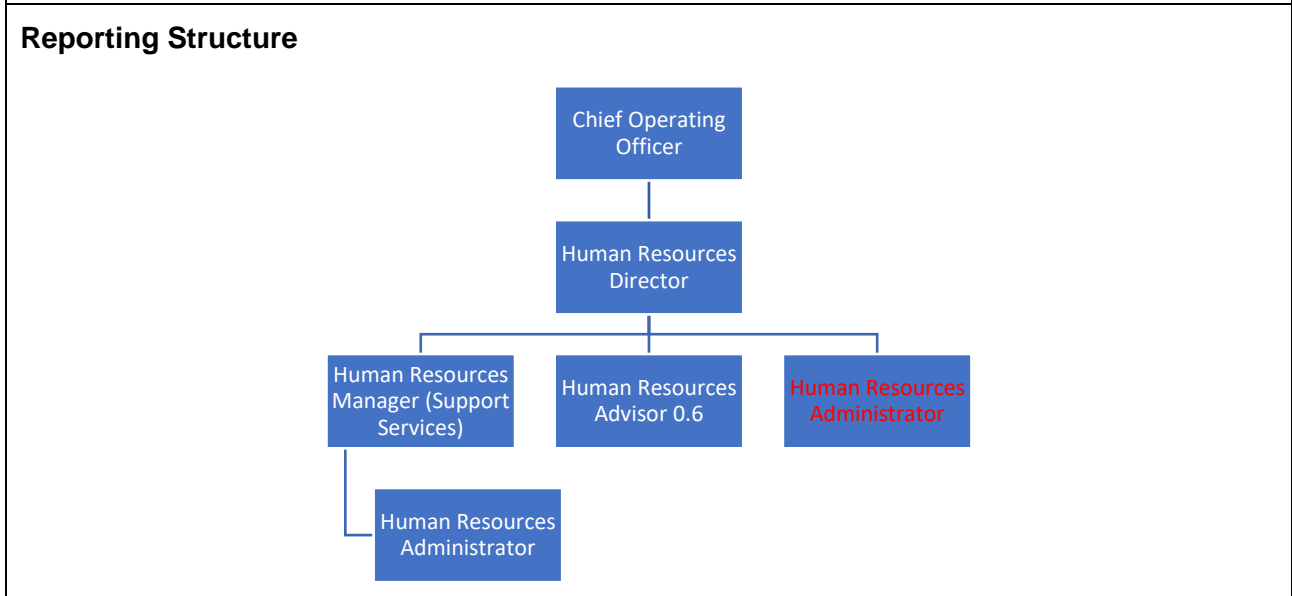 Reporting Structure
Chief Operating
Officer
Human Resources
Director
Human Resources
Manager (Support
Services)
Human Resources
Advisor 0.6
Human Resources
Administrator
Human Resources
Administrator